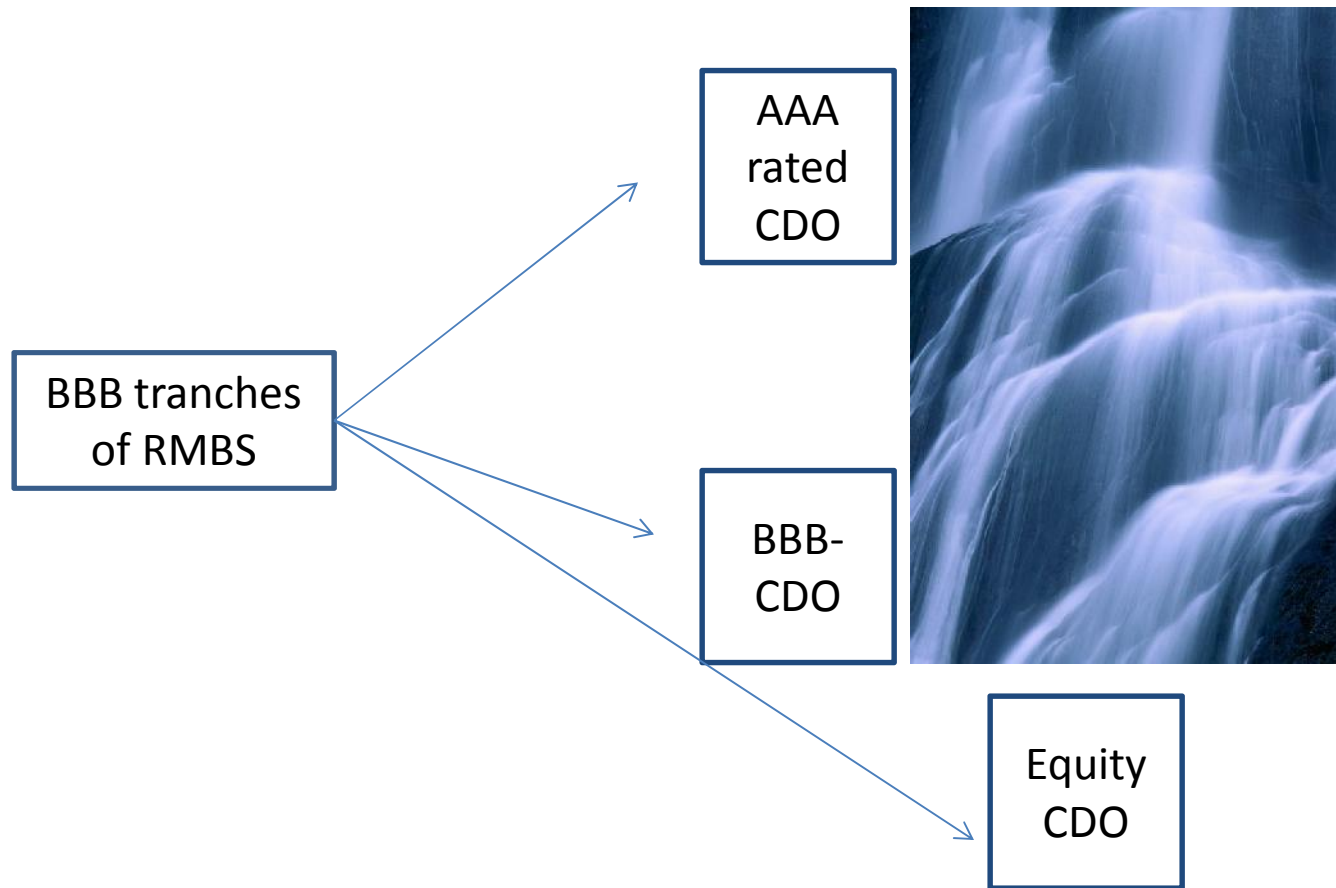 AAA
rated
CDO
BBB tranches
of RMBS
BBB-
CDO
Equity
CDO